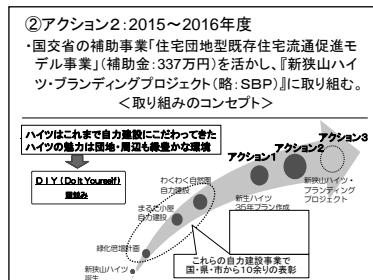 ②アクション2:2015~2016年度
・国交省の補助事業「住宅団地型既存住宅流通促進モ
デル事業」(補助金:337万円)を活かし、『新狭山ハイ
ツ・ブランディングプロジェクト(略:SBP)』に取り組む。
<取り組みのコンセプト>
ハイツはこれまで自力建設にこだわってきた
ハイツの魅力は団地・周辺も緑豊かな環境
アクション3
アクション2
アクション1
DIY(Do It Yourself)
わくわく自然園
自力建設
まるた小屋
自力建設
新狭山ハイツ・
ブランディング
プロジェクト
新生ハイツ
35年プラン作成
緑化倍増計画
新狭山ハイツ
誕生
これらの自力建設事業で
国・県・市から10余りの表彰